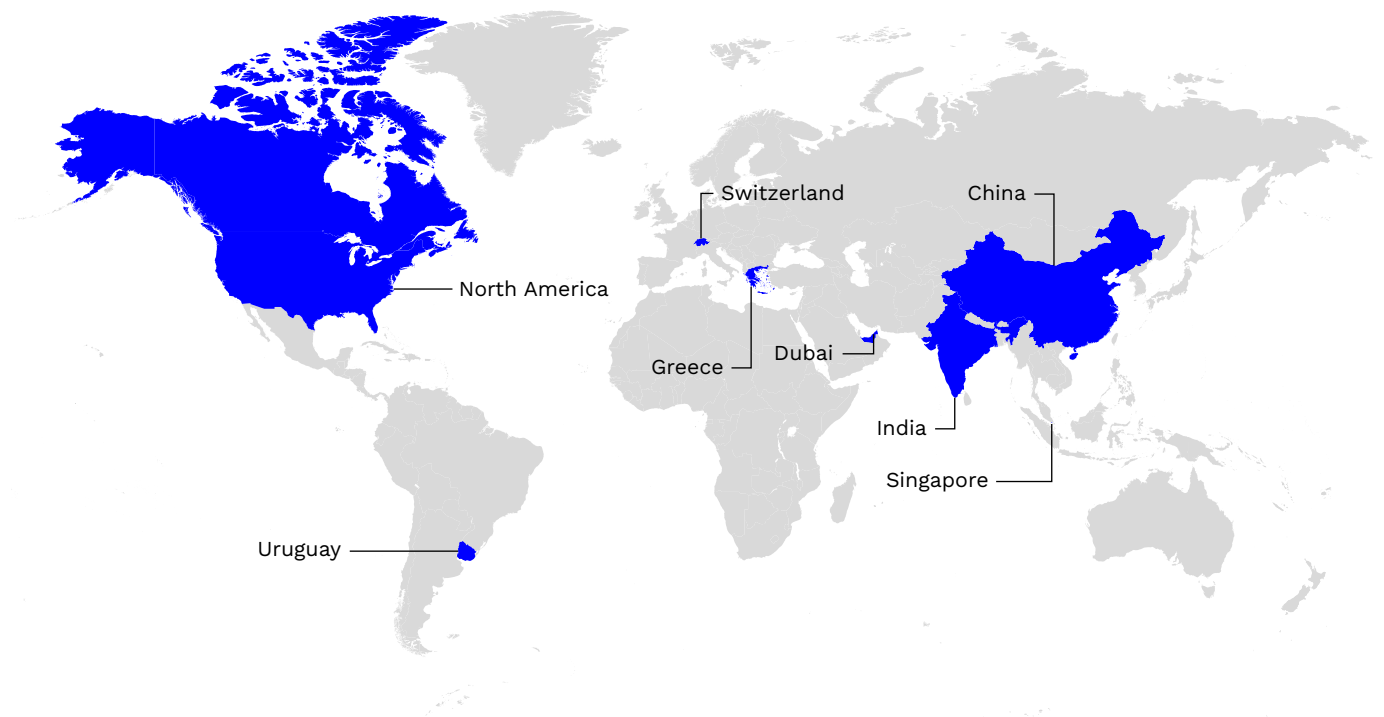 Switzerland
China
North America
Greece
Dubai
India
Singapore
Uruguay